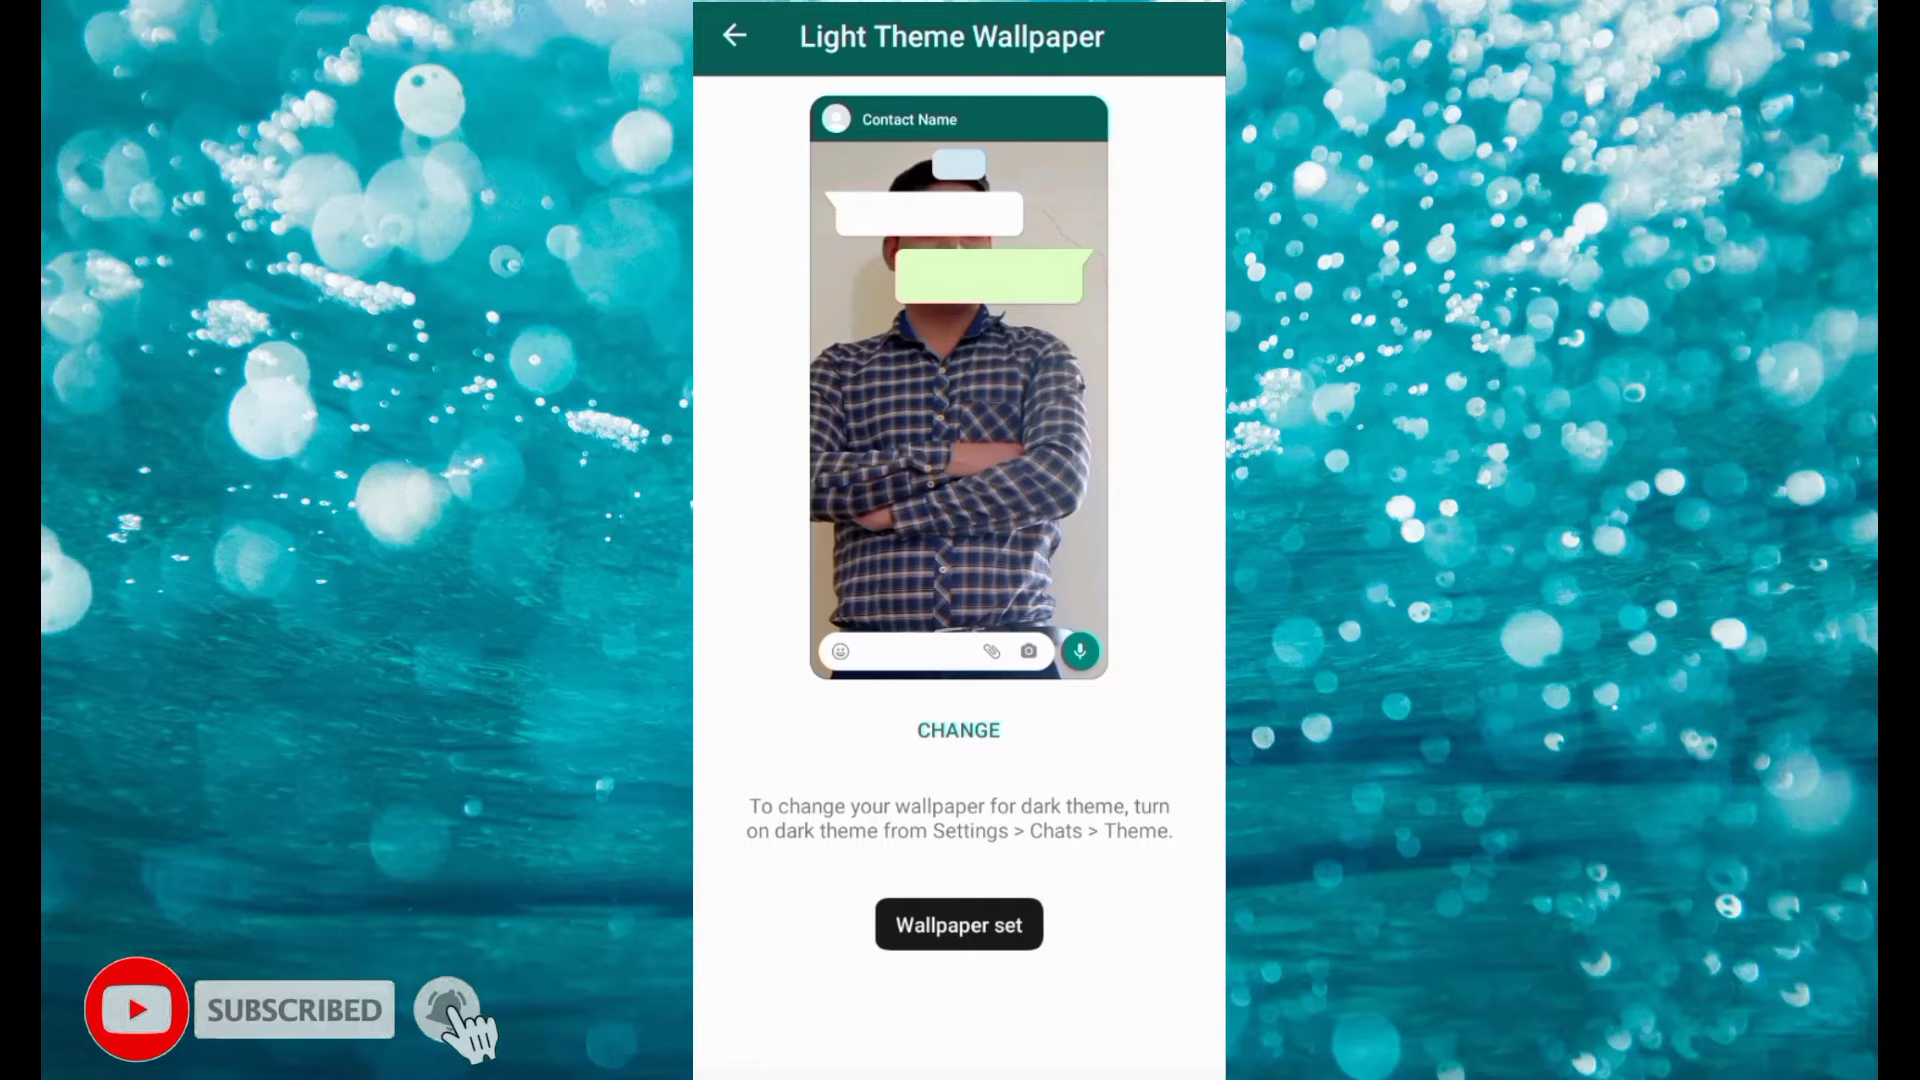 Light Theme Wallpaper
Contact Name
CHANGE
To change your wallpaper for dark theme, turn
on dark theme from Settings > Chats > Theme.
Wallpaper set
SUBSCRIBED